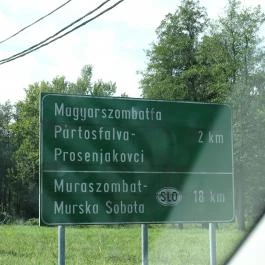 Magyarszombatfa
Pártosfalva-
2 km
Prosenjakovci
Muraszombat-
Murska Sobota
SLO
18 km